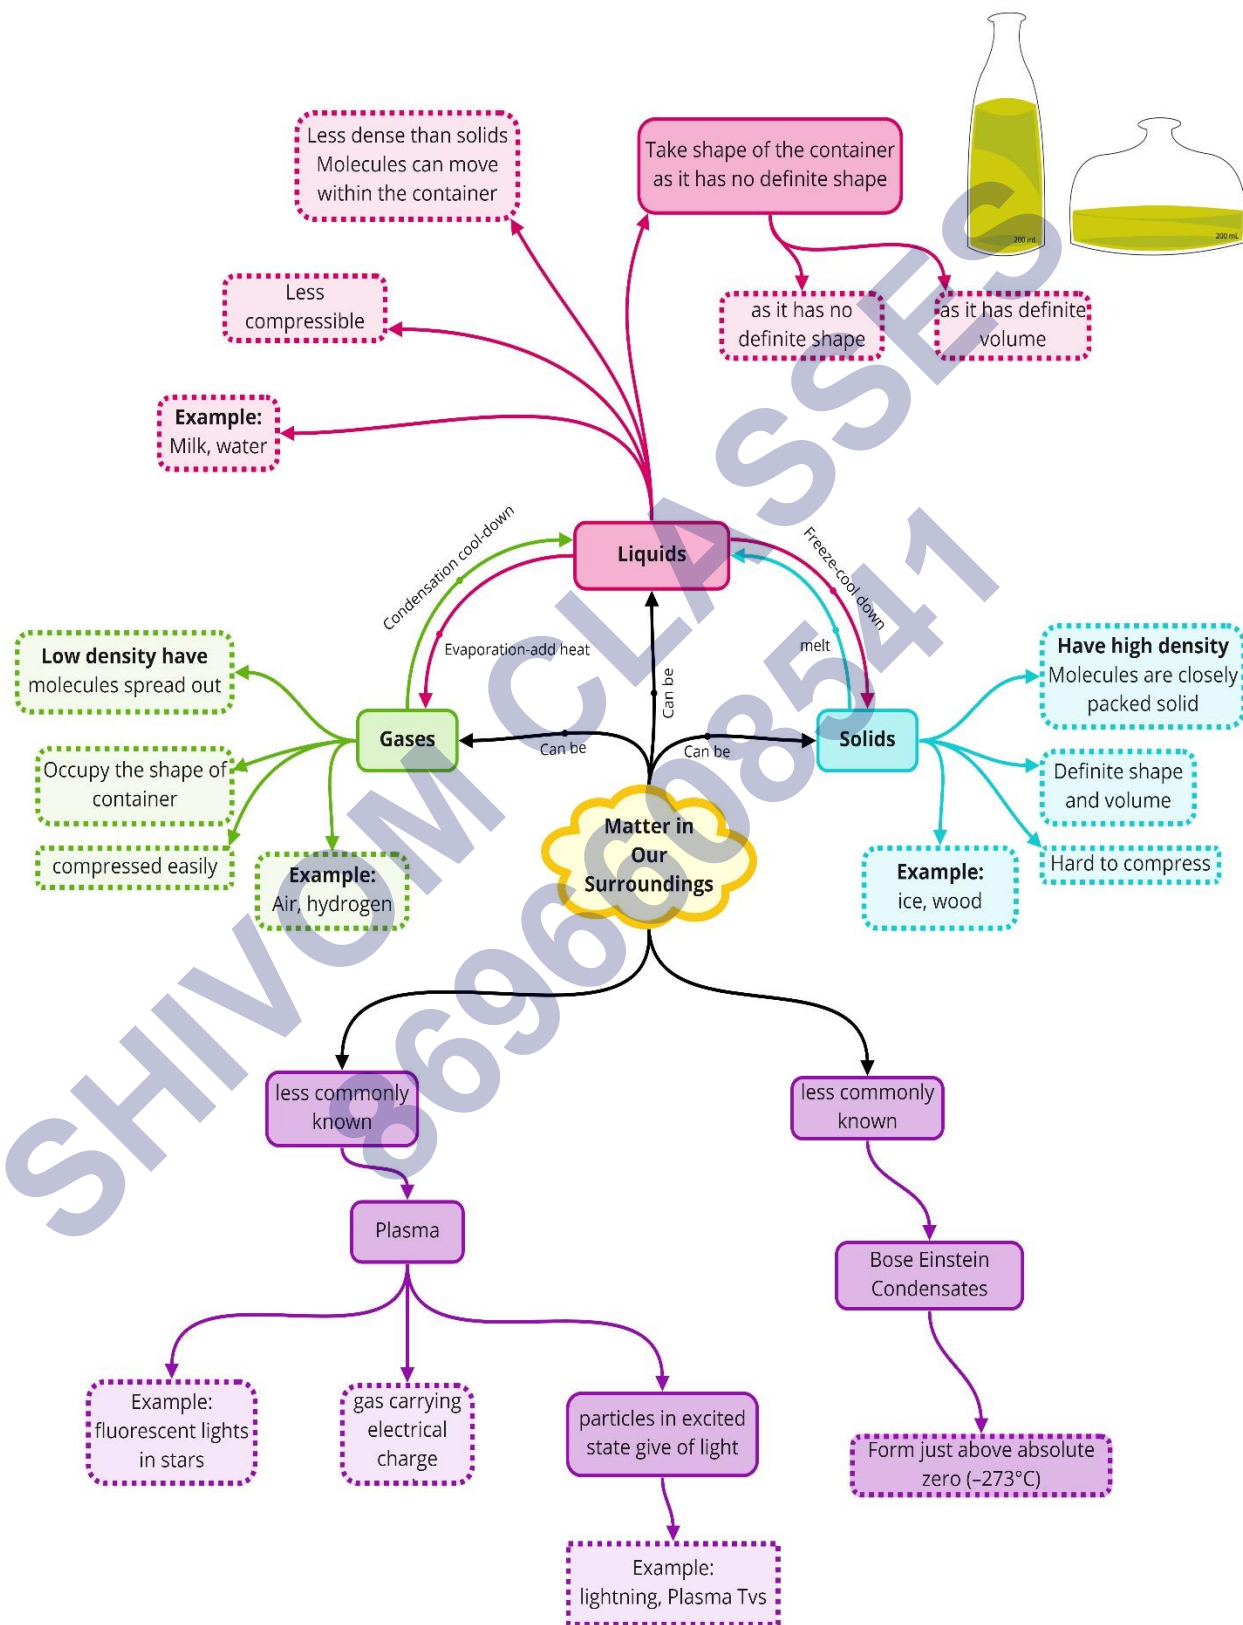 200 mL
200 mL
Less dense than solids
Molecules can move
within the container
Take shape of the container
as it has no definite shape
as it has no
definite shape
as it has definite
volume
Less
compressible
Example:
Milk, water
Liquids
Condensation cool-down
Evaporation-add heat
Freeze-cool down
melt
Can be
Can be
Can be
Gases
Low density have
molecules spread out
Occupy the shape of
container
compressed easily
Example:
Air, hydrogen
Solids
Have high density
Molecules are closely
packed solid
Definite shape
and volume
Hard to compress
Example:
ice, wood
Matter in
Our
Surroundings
less commonly
known
Plasma
Example:
fluorescent lights
in stars
gas carrying
electrical
charge
particles in excited
state give of light
Example:
lightning, Plasma Tvs
less commonly
known
Bose Einstein
Condensates
Form just above absolute
zero (–273°C)
SHIVOM CLASSES
8696608541